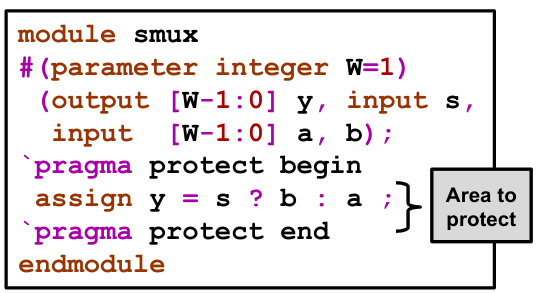 module smux
#(parameter integer W=1)
(output [W-1:0] y, input s,
input [W-1:0] a, b);
`pragma protect begin
assign y = s ? b : a ;
`pragma protect end
endmodule
Area to
protect